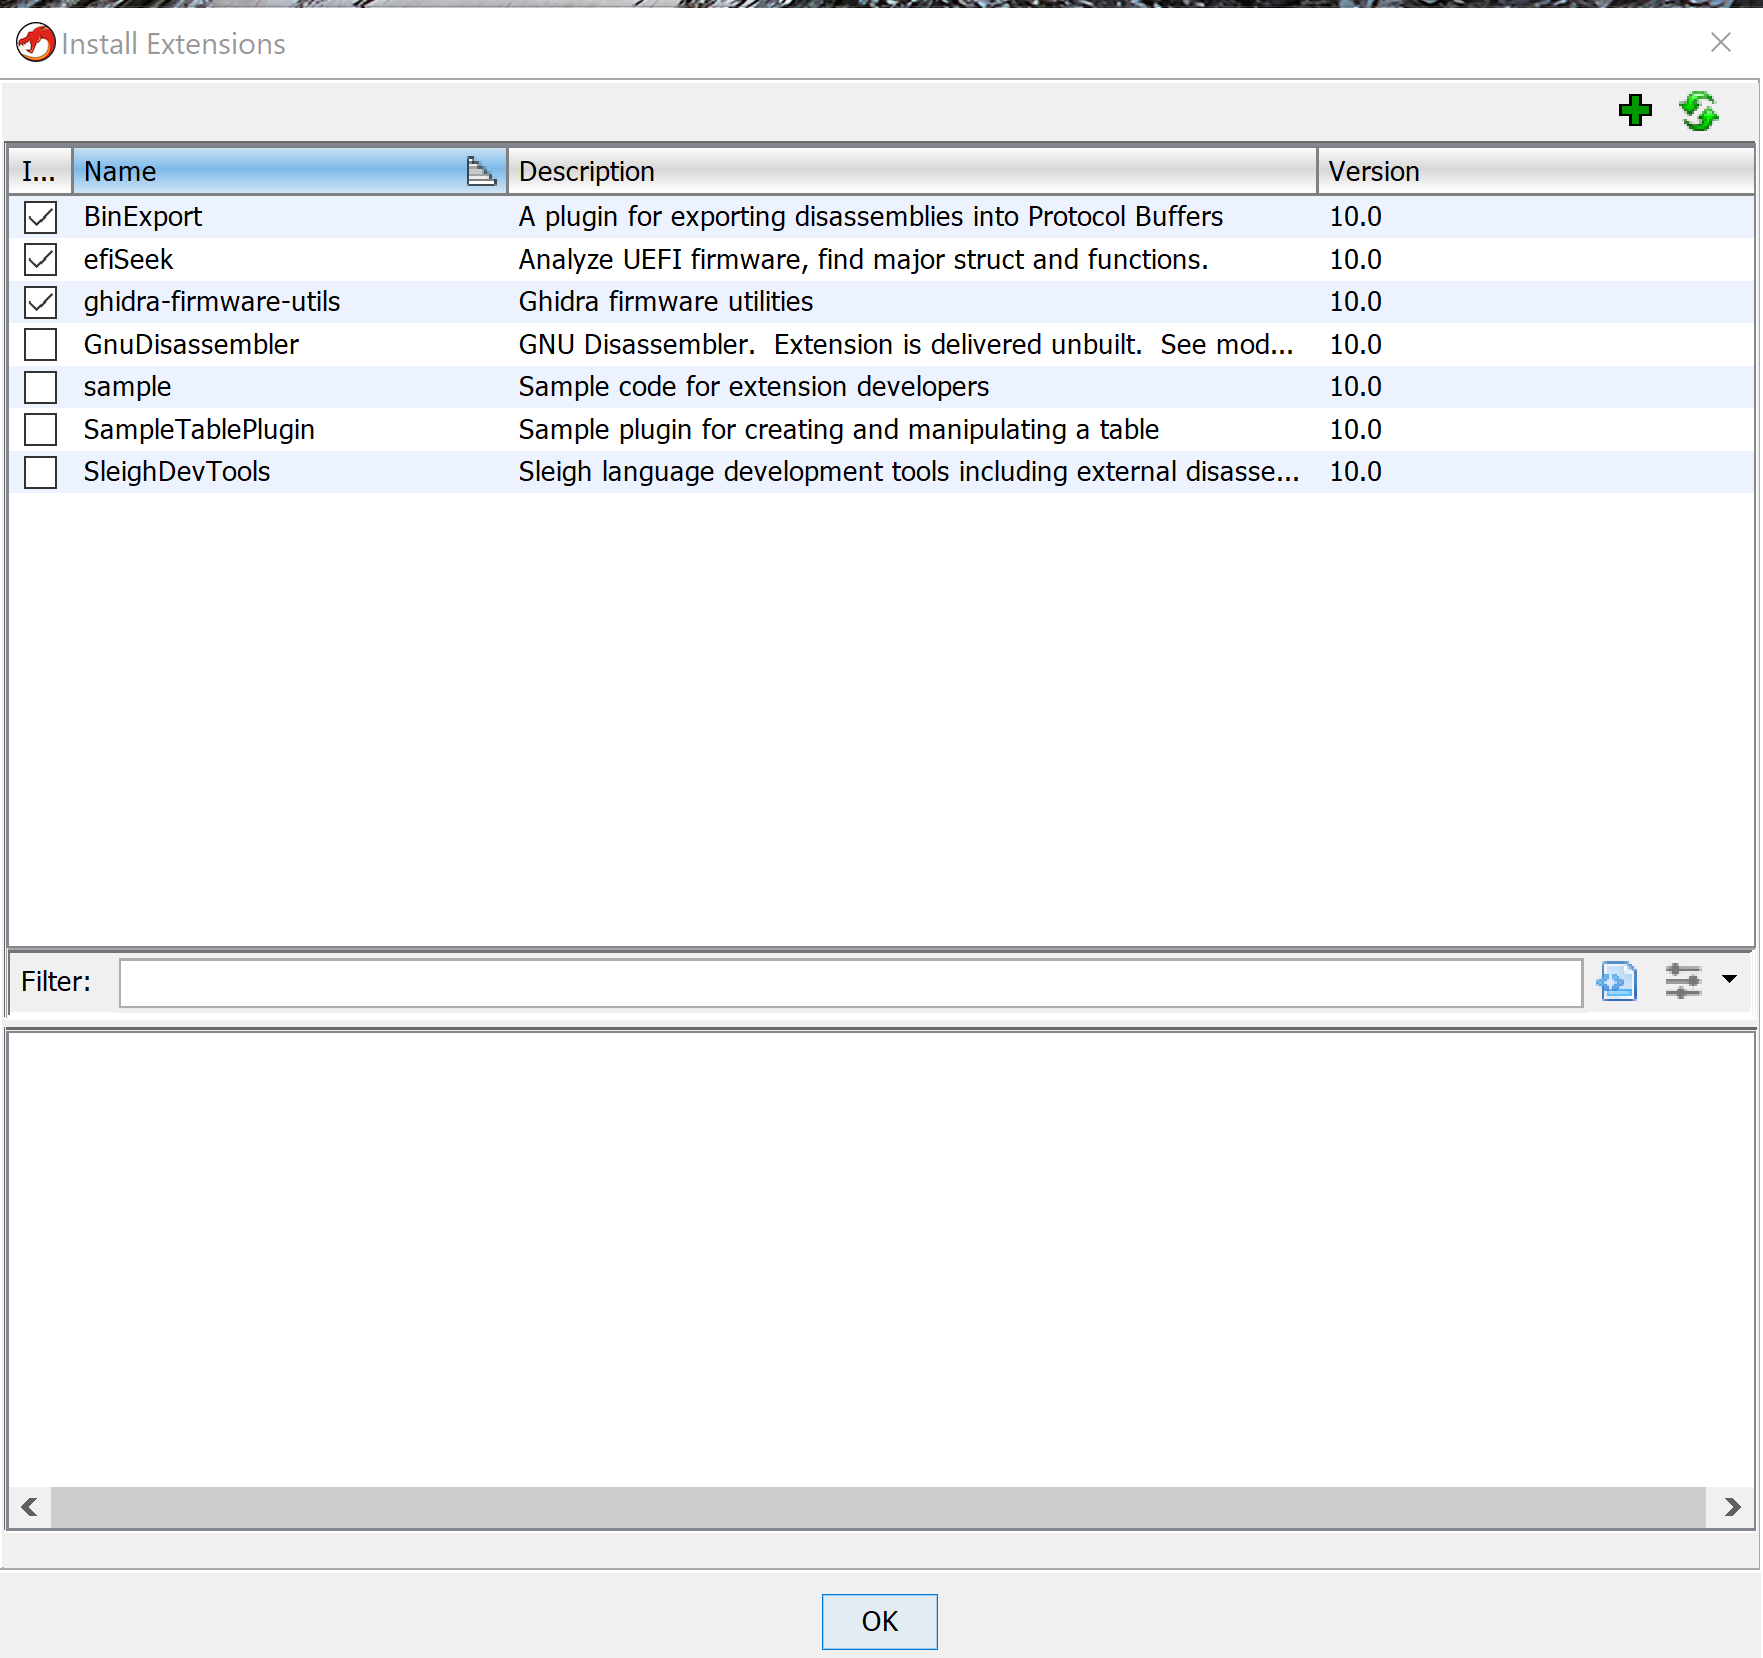 Install Extensions
I... Name Description Version
BinExport A plugin for exporting disassemblies into Protocol Buffers 10.0
efiSeek Analyze UEFI firmware, find major struct and functions. 10.0
ghidra-firmware-utils Ghidra firmware utilities 10.0
GnuDisassembler GNU Disassembler.  Extension is delivered unbuilt.  See mod... 10.0
sample Sample code for extension developers 10.0
SampleTablePlugin Sample plugin for creating and manipulating a table 10.0
SleighDevTools Sleigh language development tools including external disasse... 10.0
Filter:
OK